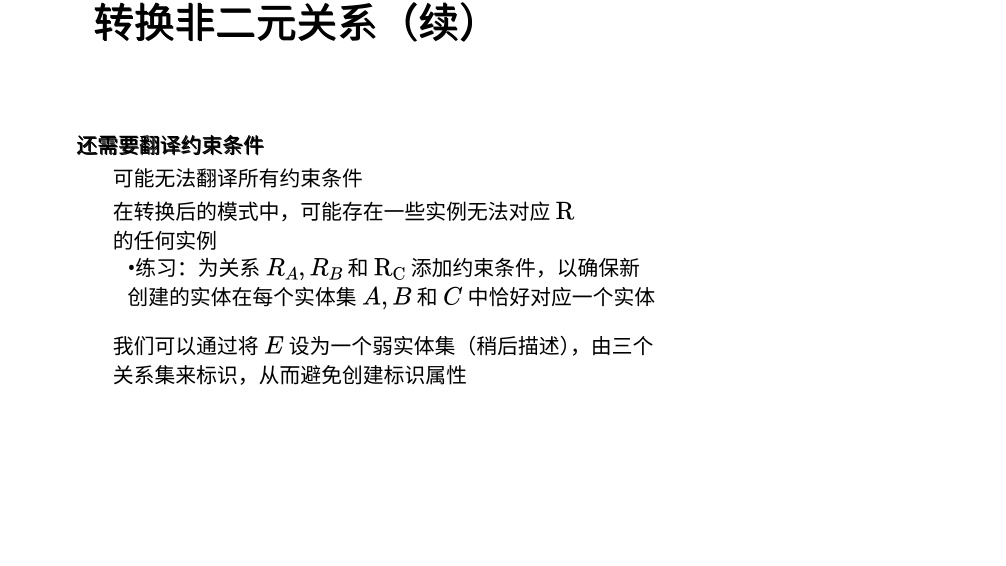 转换非二元关系（续）
还需要翻译约束条件
可能无法翻译所有约束条件
在转换后的模式中，可能存在一些实例无法对应 R
的任何实例
•练习：为关系 $R_A, R_B$ 和 $\mathrm{R}_\mathrm{C}$ 添加约束条件，以确保新
创建的实体在每个实体集 $A, B$ 和 $C$ 中恰好对应一个实体
我们可以通过将 $E$ 设为一个弱实体集（稍后描述），由三个
关系集来标识，从而避免创建标识属性